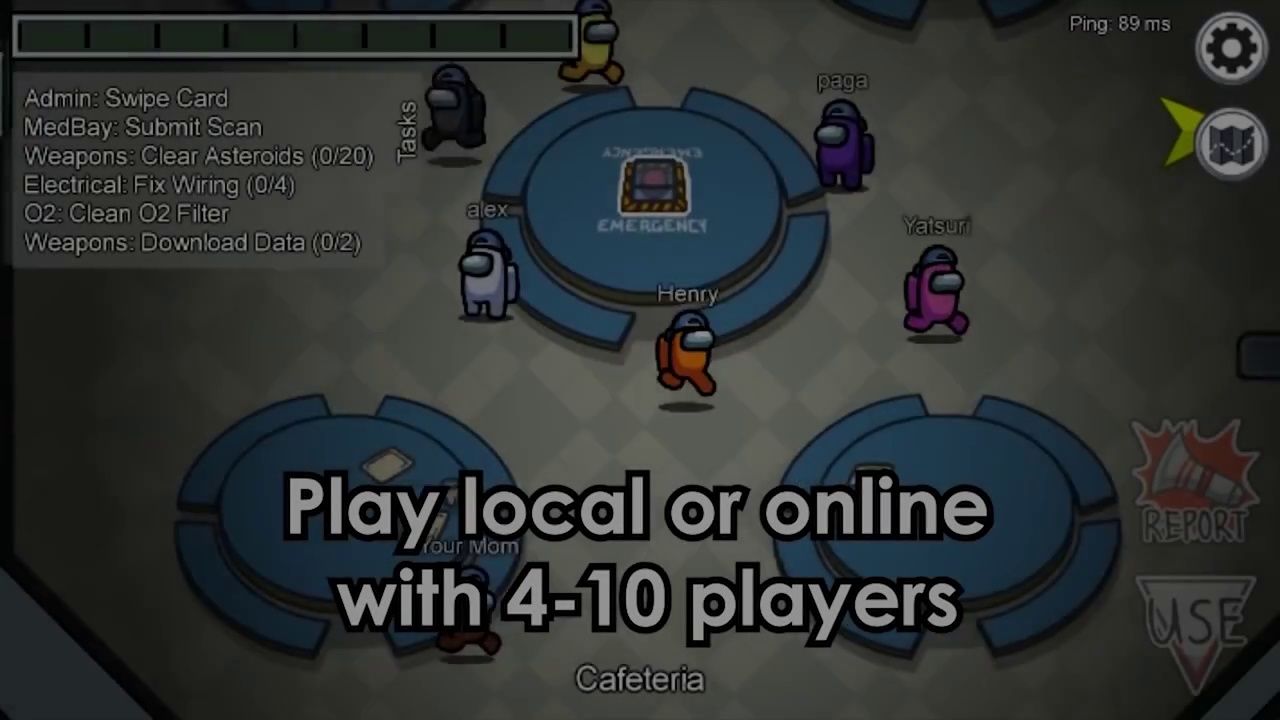 Ping: 89 ms
Admin: Swipe Card
MedBay: Submit Scan
Weapons: Clear Asteroids (0/20)
Electrical: Fix Wiring (0/4)
O2: Clean O2 Filter
Weapons: Download Data (0/2)
Tasks
paga
EMERGENCY
EMERGENCY
alex
Yatsuri
Henry
Play local or online
Your Mom
with 4-10 players
REPORT
USE
Cafeteria